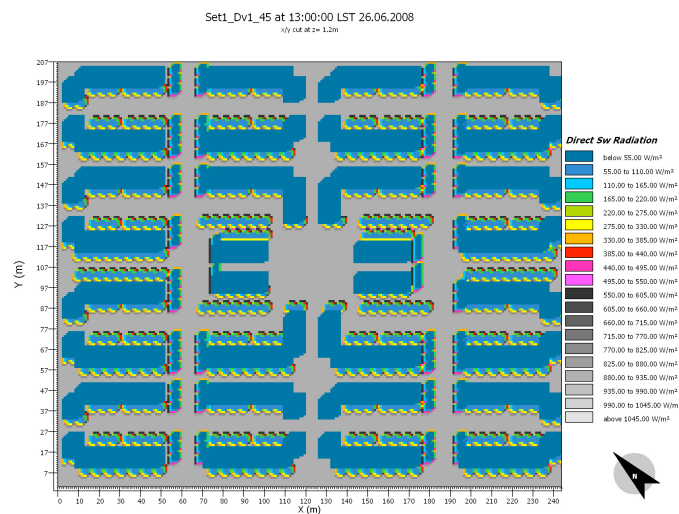 Set1_Dv1_45 at 13:00:00 LST 26.06.2008
x/y cut at z= 1.2m
207
197
187
177
167
157
147
137
127
117
107
97
87
77
67
57
47
37
27
17
7
Y (m)
0 10 20 30 40 50 60 70 80 90 100 110 120 130 140 150 160 170 180 190 200 210 220 230 240
X (m)
Direct Sw Radiation
below 55.00 W/m²
55.00 to 110.00 W/m²
110.00 to 165.00 W/m²
165.00 to 220.00 W/m²
220.00 to 275.00 W/m²
275.00 to 330.00 W/m²
330.00 to 385.00 W/m²
385.00 to 440.00 W/m²
440.00 to 495.00 W/m²
495.00 to 550.00 W/m²
550.00 to 605.00 W/m²
605.00 to 660.00 W/m²
660.00 to 715.00 W/m²
715.00 to 770.00 W/m²
770.00 to 825.00 W/m²
825.00 to 880.00 W/m²
880.00 to 935.00 W/m²
935.00 to 990.00 W/m²
990.00 to 1045.00 W/m
above 1045.00 W/m²
N